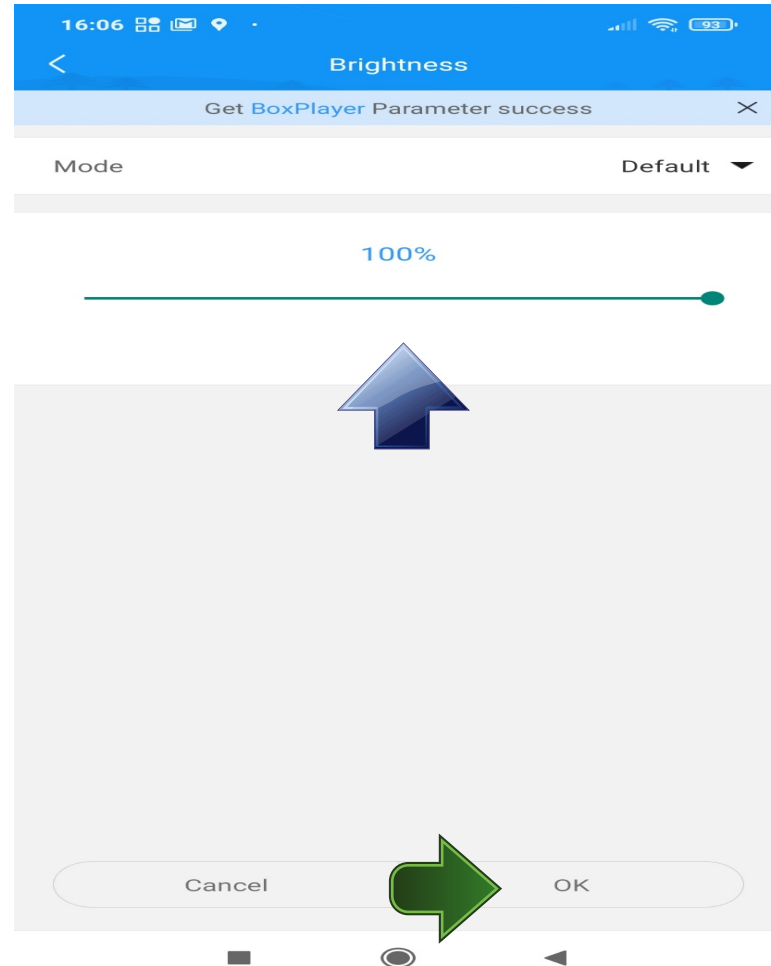 16:06
93
Brightness
Get BoxPlayer Parameter success
Mode
Default
100%
Cancel
OK